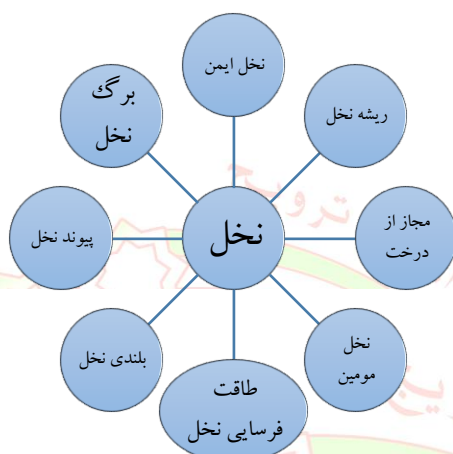 نخل ایمن
برگ
نخل
ریشه نخل
ترویج
پیوند نخل
نخل
مجاز از
درخت
بلندی نخل
نخل
مومین
طاقت
فرسایی نخل